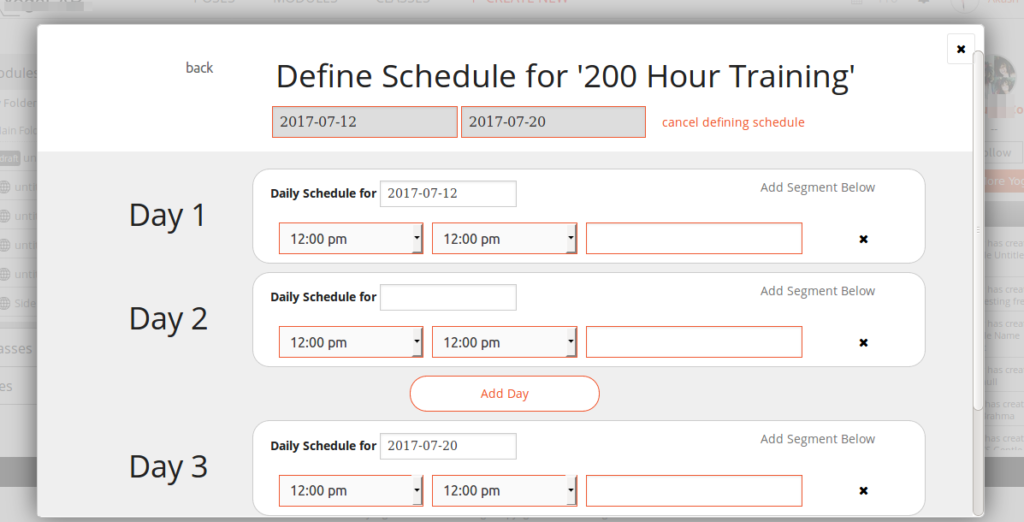 back
Define Schedule for '200 Hour Training'
2017-07-12
2017-07-20
cancel defining schedule
Day 1
Daily Schedule for 2017-07-12
Add Segment Below
12:00 pm
12:00 pm
Day 2
Daily Schedule for
Add Segment Below
12:00 pm
12:00 pm
Add Day
Day 3
Daily Schedule for 2017-07-20
Add Segment Below
12:00 pm
12:00 pm